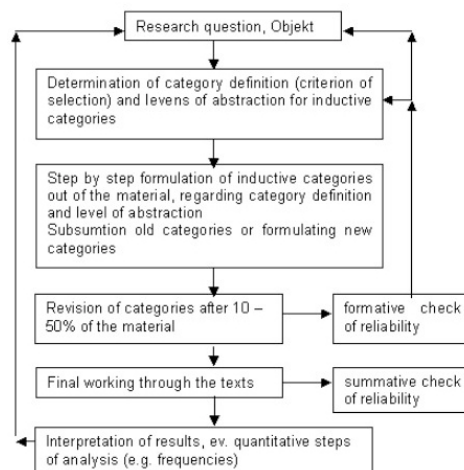 Research question, Objekt
Determination of category definition (criterion of
selection) and levens of abstraction for inductive
categories
Step by step formulation of inductive categories
out of the material, regarding category definition
and level of abstraction
Subsumtion old categories or formulating new
categories
Revision of categories after 10 –
50% of the material
formative check
of reliability
Final working through the texts
summative check
of reliability
Interpretation of results, ev. quantitative steps
of analysis (e.g. frequencies)